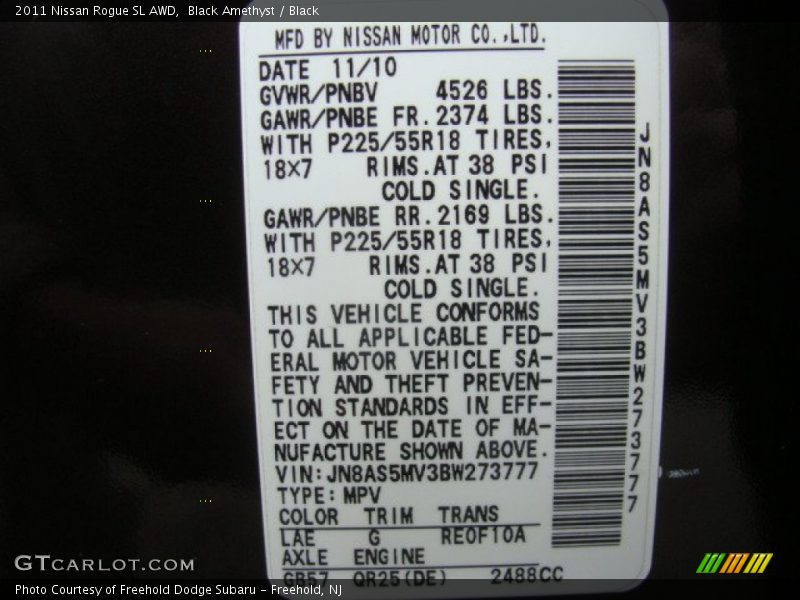 2011 Nissan Rogue SL AWD,  Black Amethyst / Black
MFD BY NISSAN MOTOR CO.,LTD.
DATE 11/10
GVWR/PNBV 4526 LBS.
GAWR/PNBE FR.2374 LBS.
WITH P225/55R18 TIRES,
18X7 RIMS.AT 38 PSI
COLD SINGLE.
GAWR/PNBE RR.2169 LBS.
WITH P225/55R18 TIRES,
18X7 RIMS.AT 38 PSI
COLD SINGLE.
THIS VEHICLE CONFORMS
TO ALL APPLICABLE FED-
ERAL MOTOR VEHICLE SA-
FETY AND THEFT PREVEN-
TION STANDARDS IN EFF-
ECT ON THE DATE OF MA-
NUFACTURE SHOWN ABOVE.
VIN:JN8AS5MV3BW273777
TYPE:MPV
COLOR TRIM TRANS
LAE G RE0F10A
AXLE ENGINE
GR57 QR25(DE) 2488CC
JN8AS5MV3BW273777
GTCARLOT.COM
Photo Courtesy of Freehold Dodge Subaru - Freehold, NJ